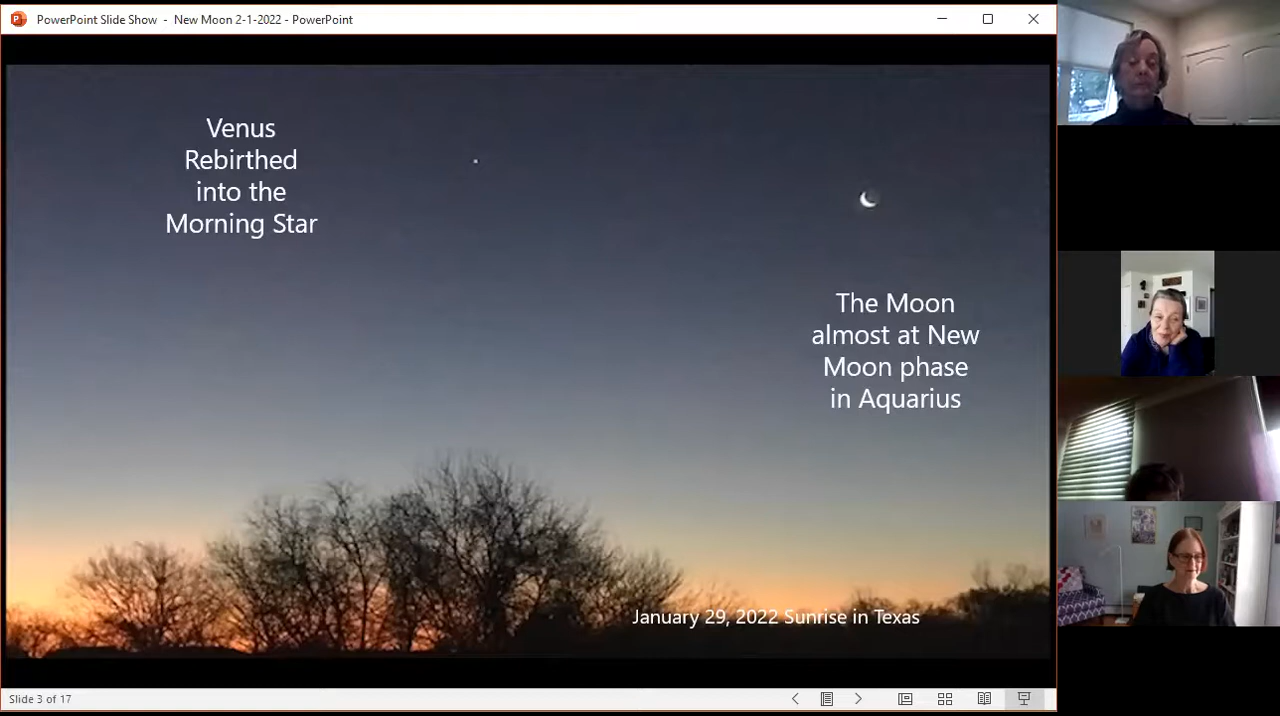 PowerPoint Slide Show - New Moon 2-1-2022 - PowerPoint
Venus
Rebirthed
into the
Morning Star
The Moon
almost at New
Moon phase
in Aquarius
January 29, 2022 Sunrise in Texas
Slide 3 of 17